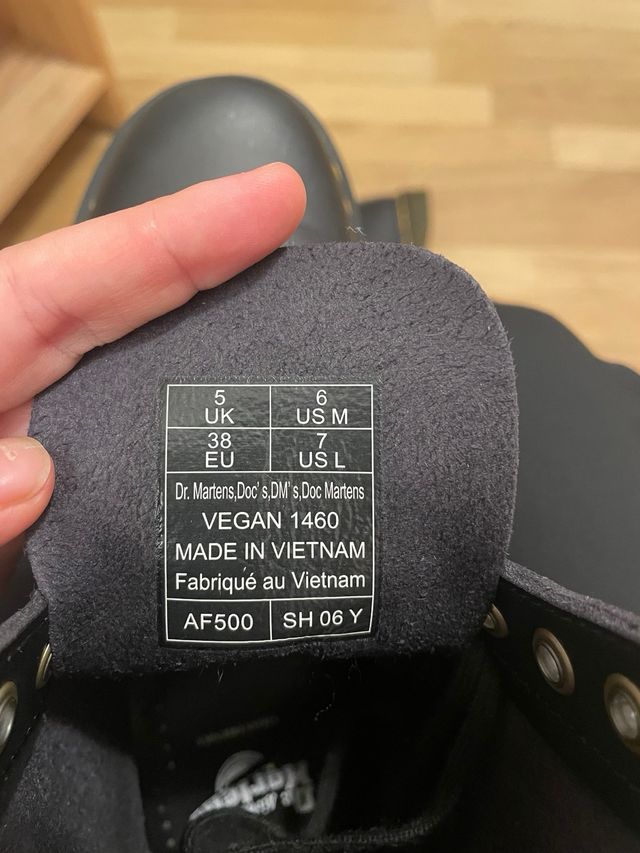 5 6
UK US M
38 7
EU US L
Dr. Martens,Doc's,DM's,Doc Martens
VEGAN 1460
MADE IN VIETNAM
Fabriqué au Vietnam
AF500 SH 06 Y